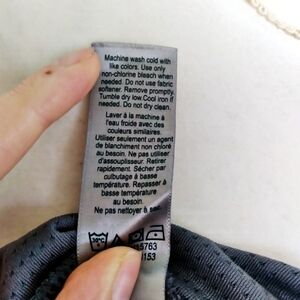 Machine wash cold with
like colors. Use only
non-chlorine bleach when
needed. Do not use fabric
softener. Remove promptly.
Tumble dry low. Cool iron if
needed. Do not dry clean.
Laver à la machine à
l'eau froide avec des
couleurs similaires.
Utiliser seulement un agent
de blanchiment non chloré
au besoin. Ne pas utiliser
d'assouplisseur. Retirer
rapidement. Sécher par
culbutage à basse
température. Repasser à
basse température
au besoin.
Ne pas nettoyer à sec.
30°C
15763
153